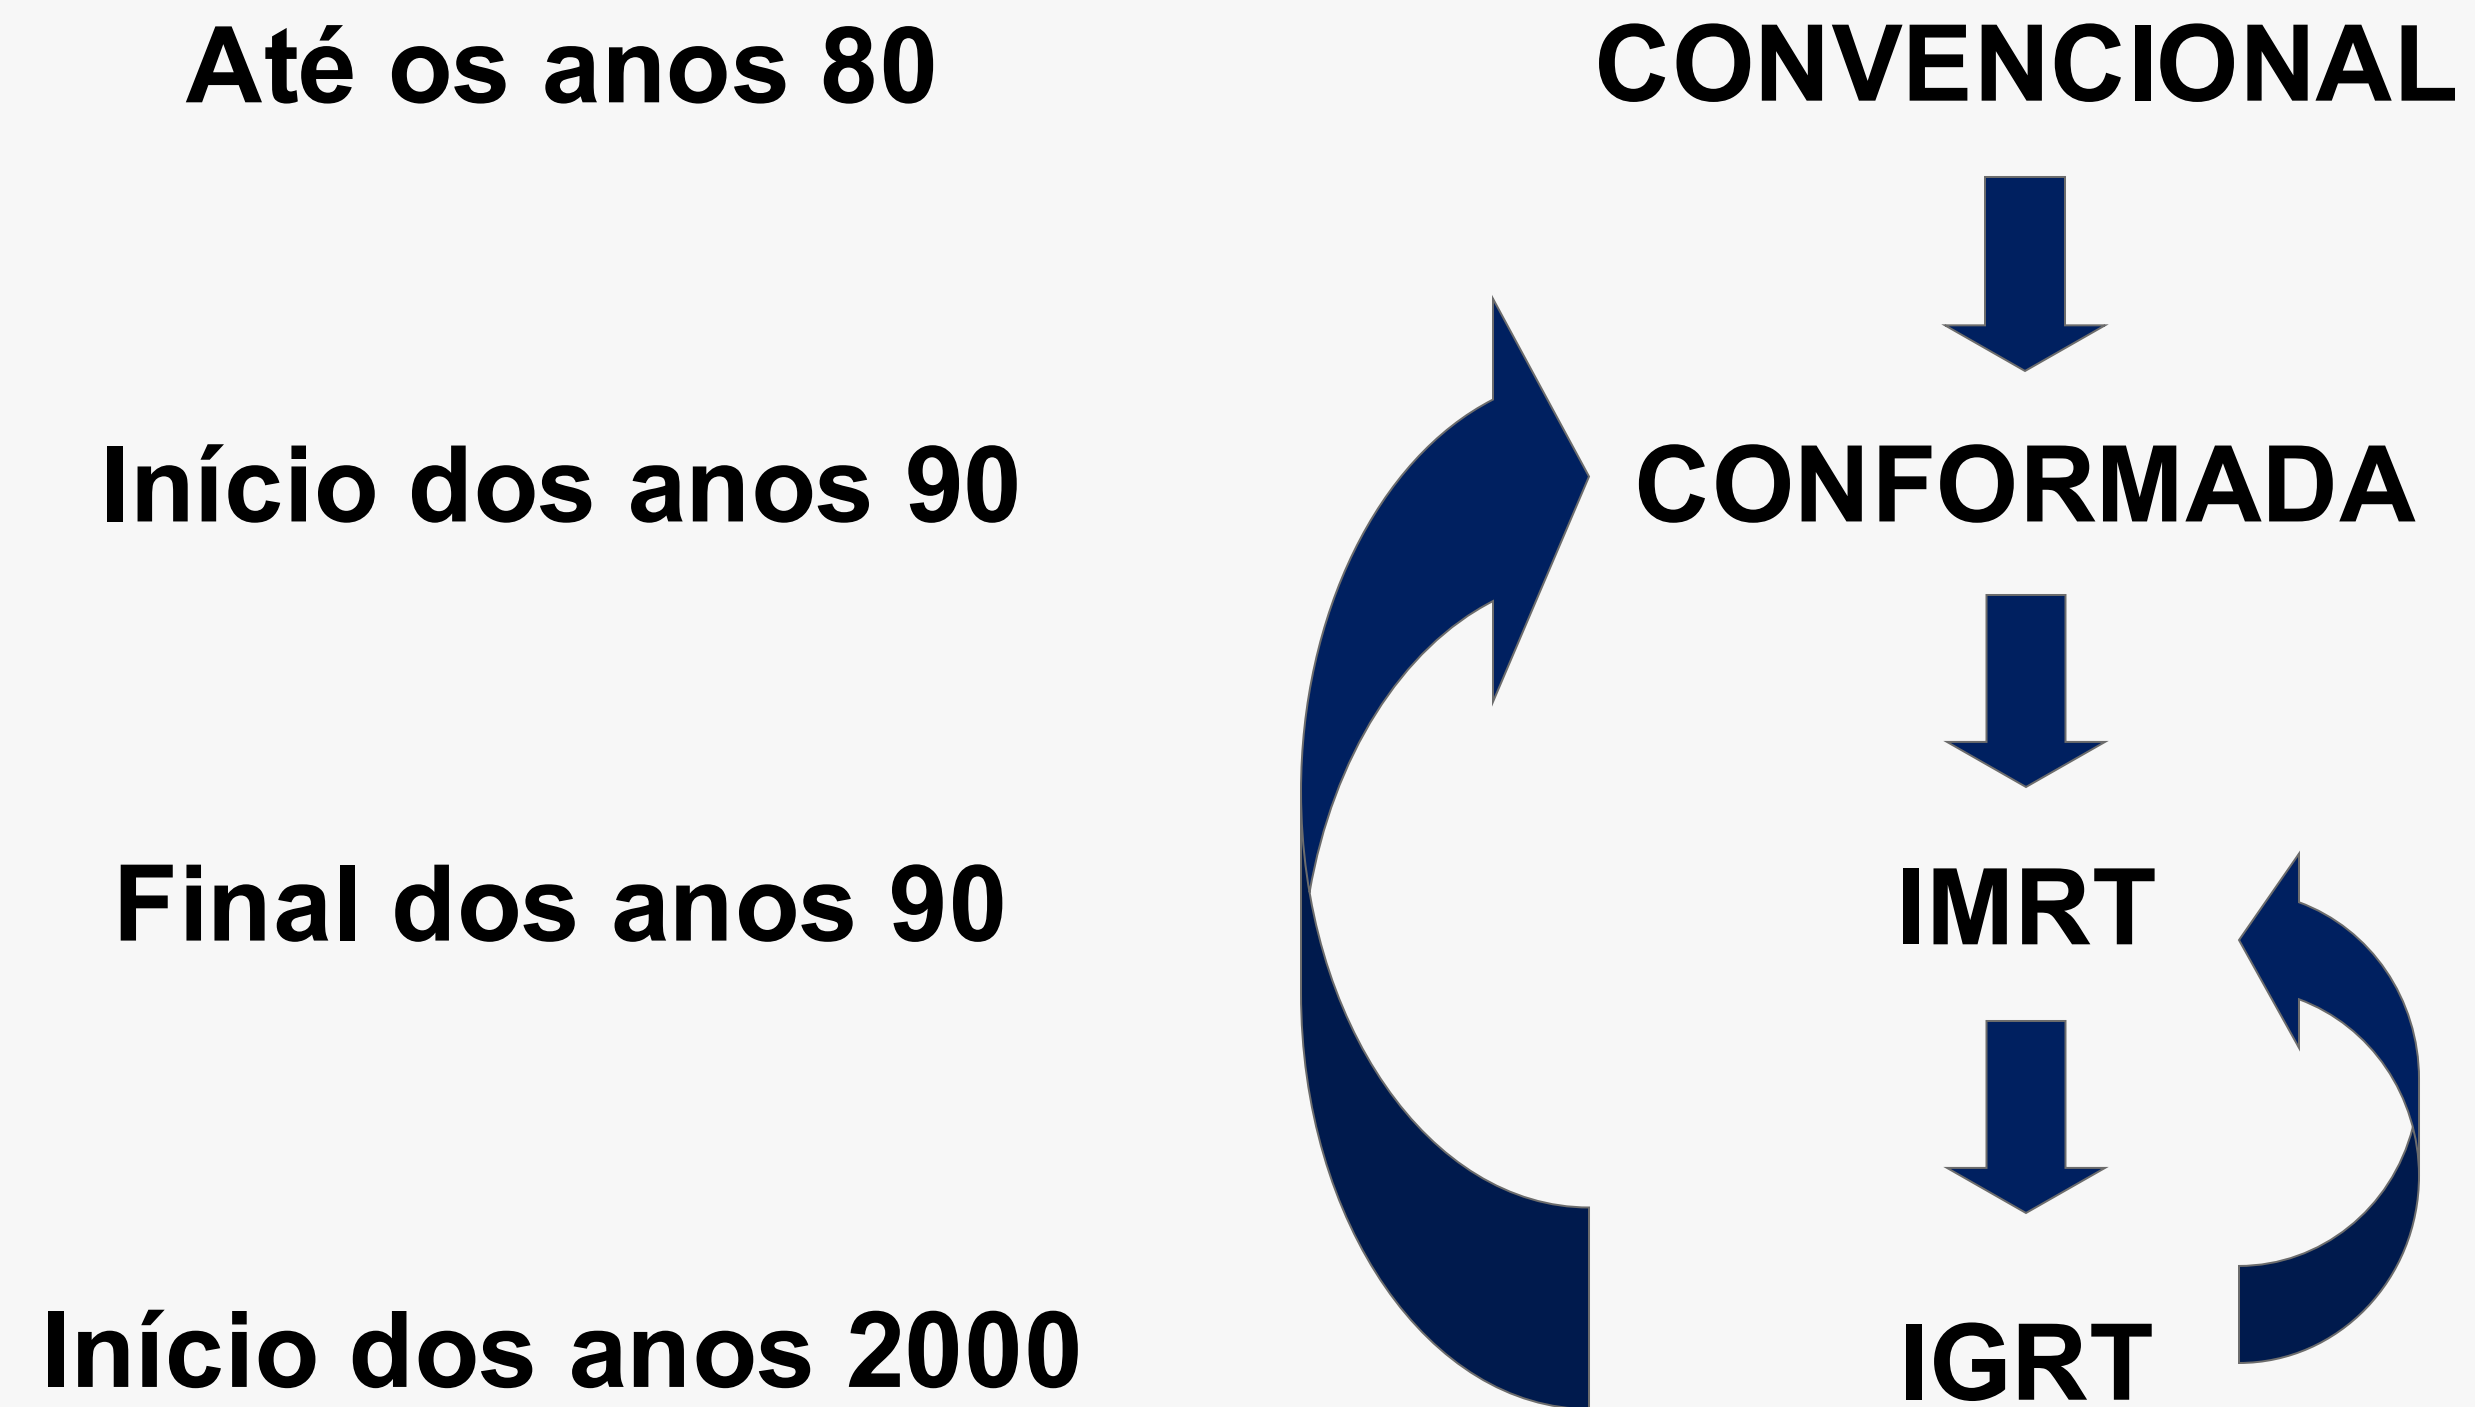 Até os anos 80
CONVENCIONAL
Início dos anos 90
CONFORMADA
Final dos anos 90
IMRT
Início dos anos 2000
IGRT